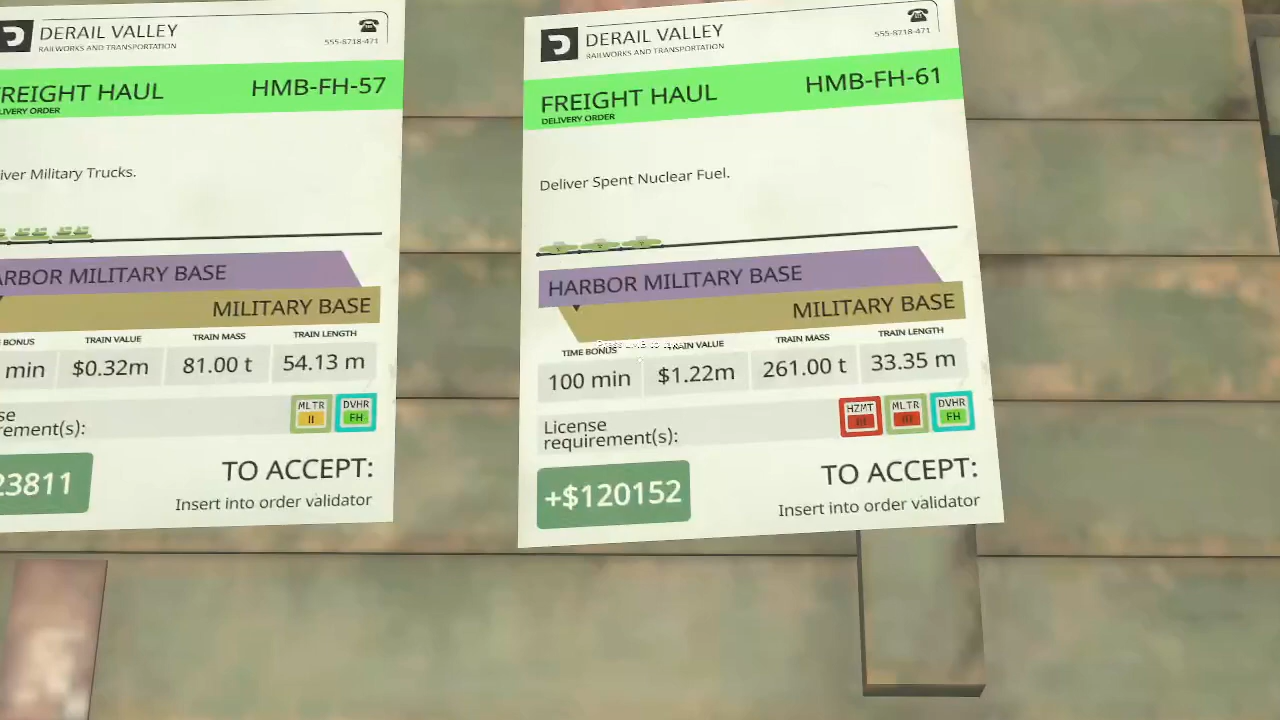 DERAIL VALLEY
RAILWORKS AND TRANSPORTATION
555-8718-471
REIGHT HAUL
HMB-FH-57
LIVERY ORDER
iver Military Trucks.
ARBOR MILITARY BASE
MILITARY BASE
BONUS
TRAIN VALUE
TRAIN MASS
TRAIN LENGTH
min
$0.32m
81.00 t
54.13 m
se
rement(s):
MLTR
II
DVHR
FH
23811
TO ACCEPT:
Insert into order validator
DERAIL VALLEY
RAILWORKS AND TRANSPORTATION
555-8718-471
FREIGHT HAUL
HMB-FH-61
DELIVERY ORDER
Deliver Spent Nuclear Fuel.
HARBOR MILITARY BASE
MILITARY BASE
TIME BONUS
TRAIN VALUE
TRAIN MASS
TRAIN LENGTH
100 min
$1.22m
261.00 t
33.35 m
License
requirement(s):
HZMT
III
MLTR
III
DVHR
FH
+$120152
TO ACCEPT:
Insert into order validator